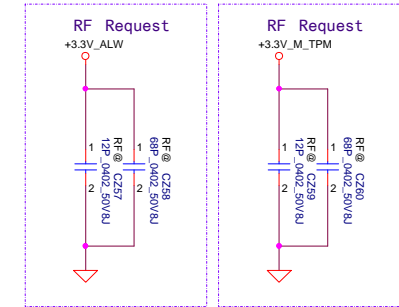 RF Request
+3.3V_ALW
1
2
RF@ CZ57
12P_0402_50V8J
1
2
RF@ CZ58
68P_0402_50V8J
RF Request
+3.3V_M_TPM
1
2
RF@ CZ59
12P_0402_50V8J
1
2
RF@ CZ60
68P_0402_50V8J